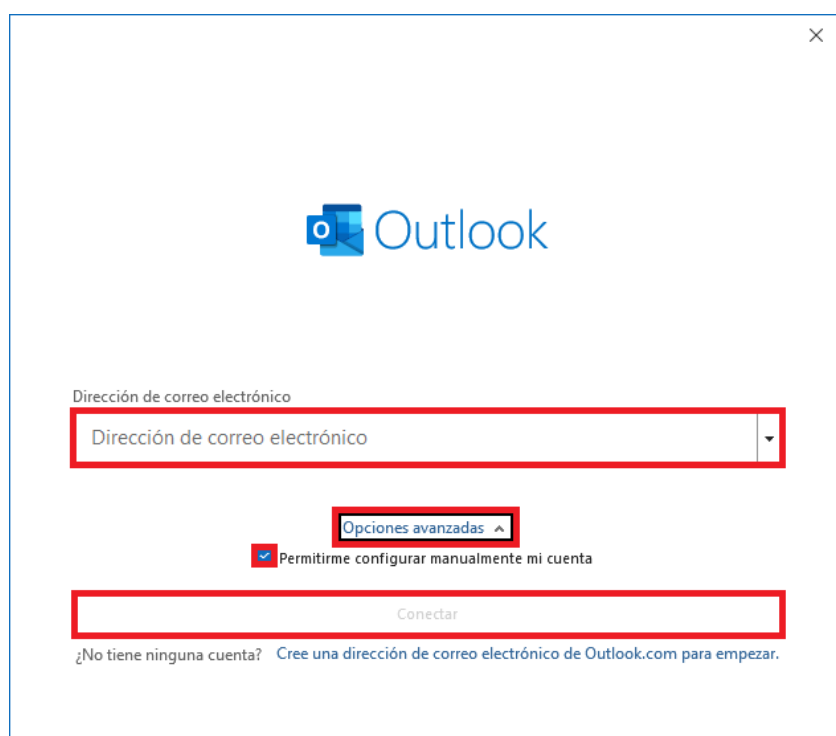 Outlook
Dirección de correo electrónico
Dirección de correo electrónico
Opciones avanzadas
Permitirme configurar manualmente mi cuenta
Conectar
¿No tiene ninguna cuenta? Cree una dirección de correo electrónico de Outlook.com para empezar.